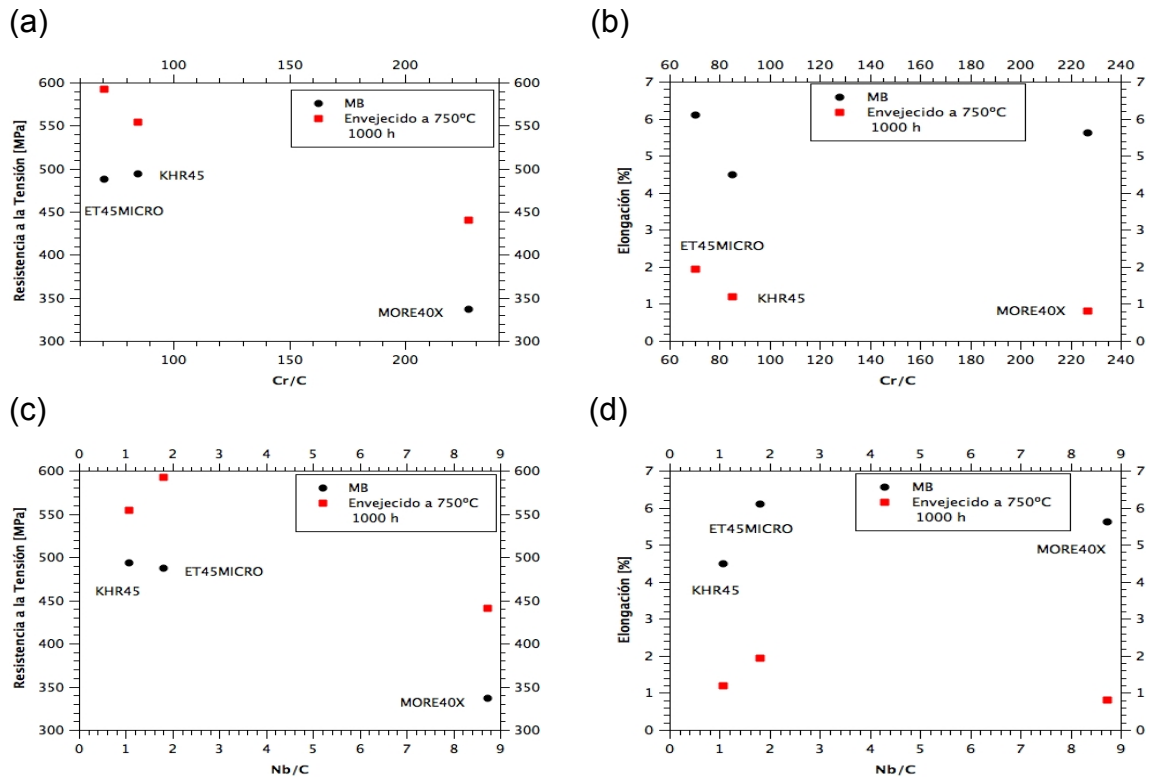 (a)
100 150 200
600 600
550 550
500 500
450 450
400 400
350 350
300 300
100 150 200
Resistencia a la Tensión [MPa]
Cr/C
MB
Envejecido a 750ºC
1000 h
KHR45
ET45MICRO
MORE40X
(b)
60 80 100 120 140 160 180 200 220 240
7 7
6 6
5 5
4 4
3 3
2 2
1 1
0 0
60 80 100 120 140 160 180 200 220 240
Elongación [%]
Cr/C
MB
Envejecido a 750ºC
1000 h
ET45MICRO
KHR45
MORE40X
(c)
0 1 2 3 4 5 6 7 8 9
600 600
550 550
500 500
450 450
400 400
350 350
300 300
0 1 2 3 4 5 6 7 8 9
Resistencia a la Tensión [MPa]
Nb/C
MB
Envejecido a 750ºC
1000 h
KHR45
ET45MICRO
MORE40X
(d)
0 1 2 3 4 5 6 7 8 9
7 7
6 6
5 5
4 4
3 3
2 2
1 1
0 0
0 1 2 3 4 5 6 7 8 9
Elongación [%]
Nb/C
MB
Envejecido a 750ºC
1000 h
ET45MICRO
MORE40X
KHR45